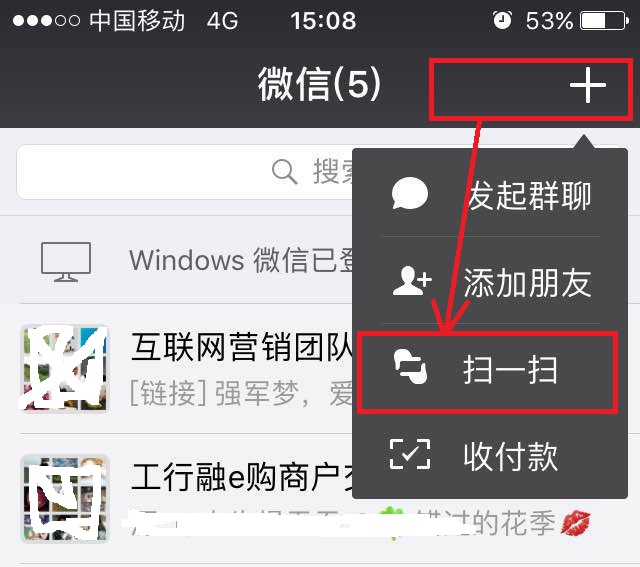 中国移动 4G 15:08 53%
微信(5)
搜索
发起群聊
Windows 微信已登
添加朋友
互联网营销团队
[链接] 强军梦，爱
扫一扫
工行融e购商户交
收付款
错过的花季